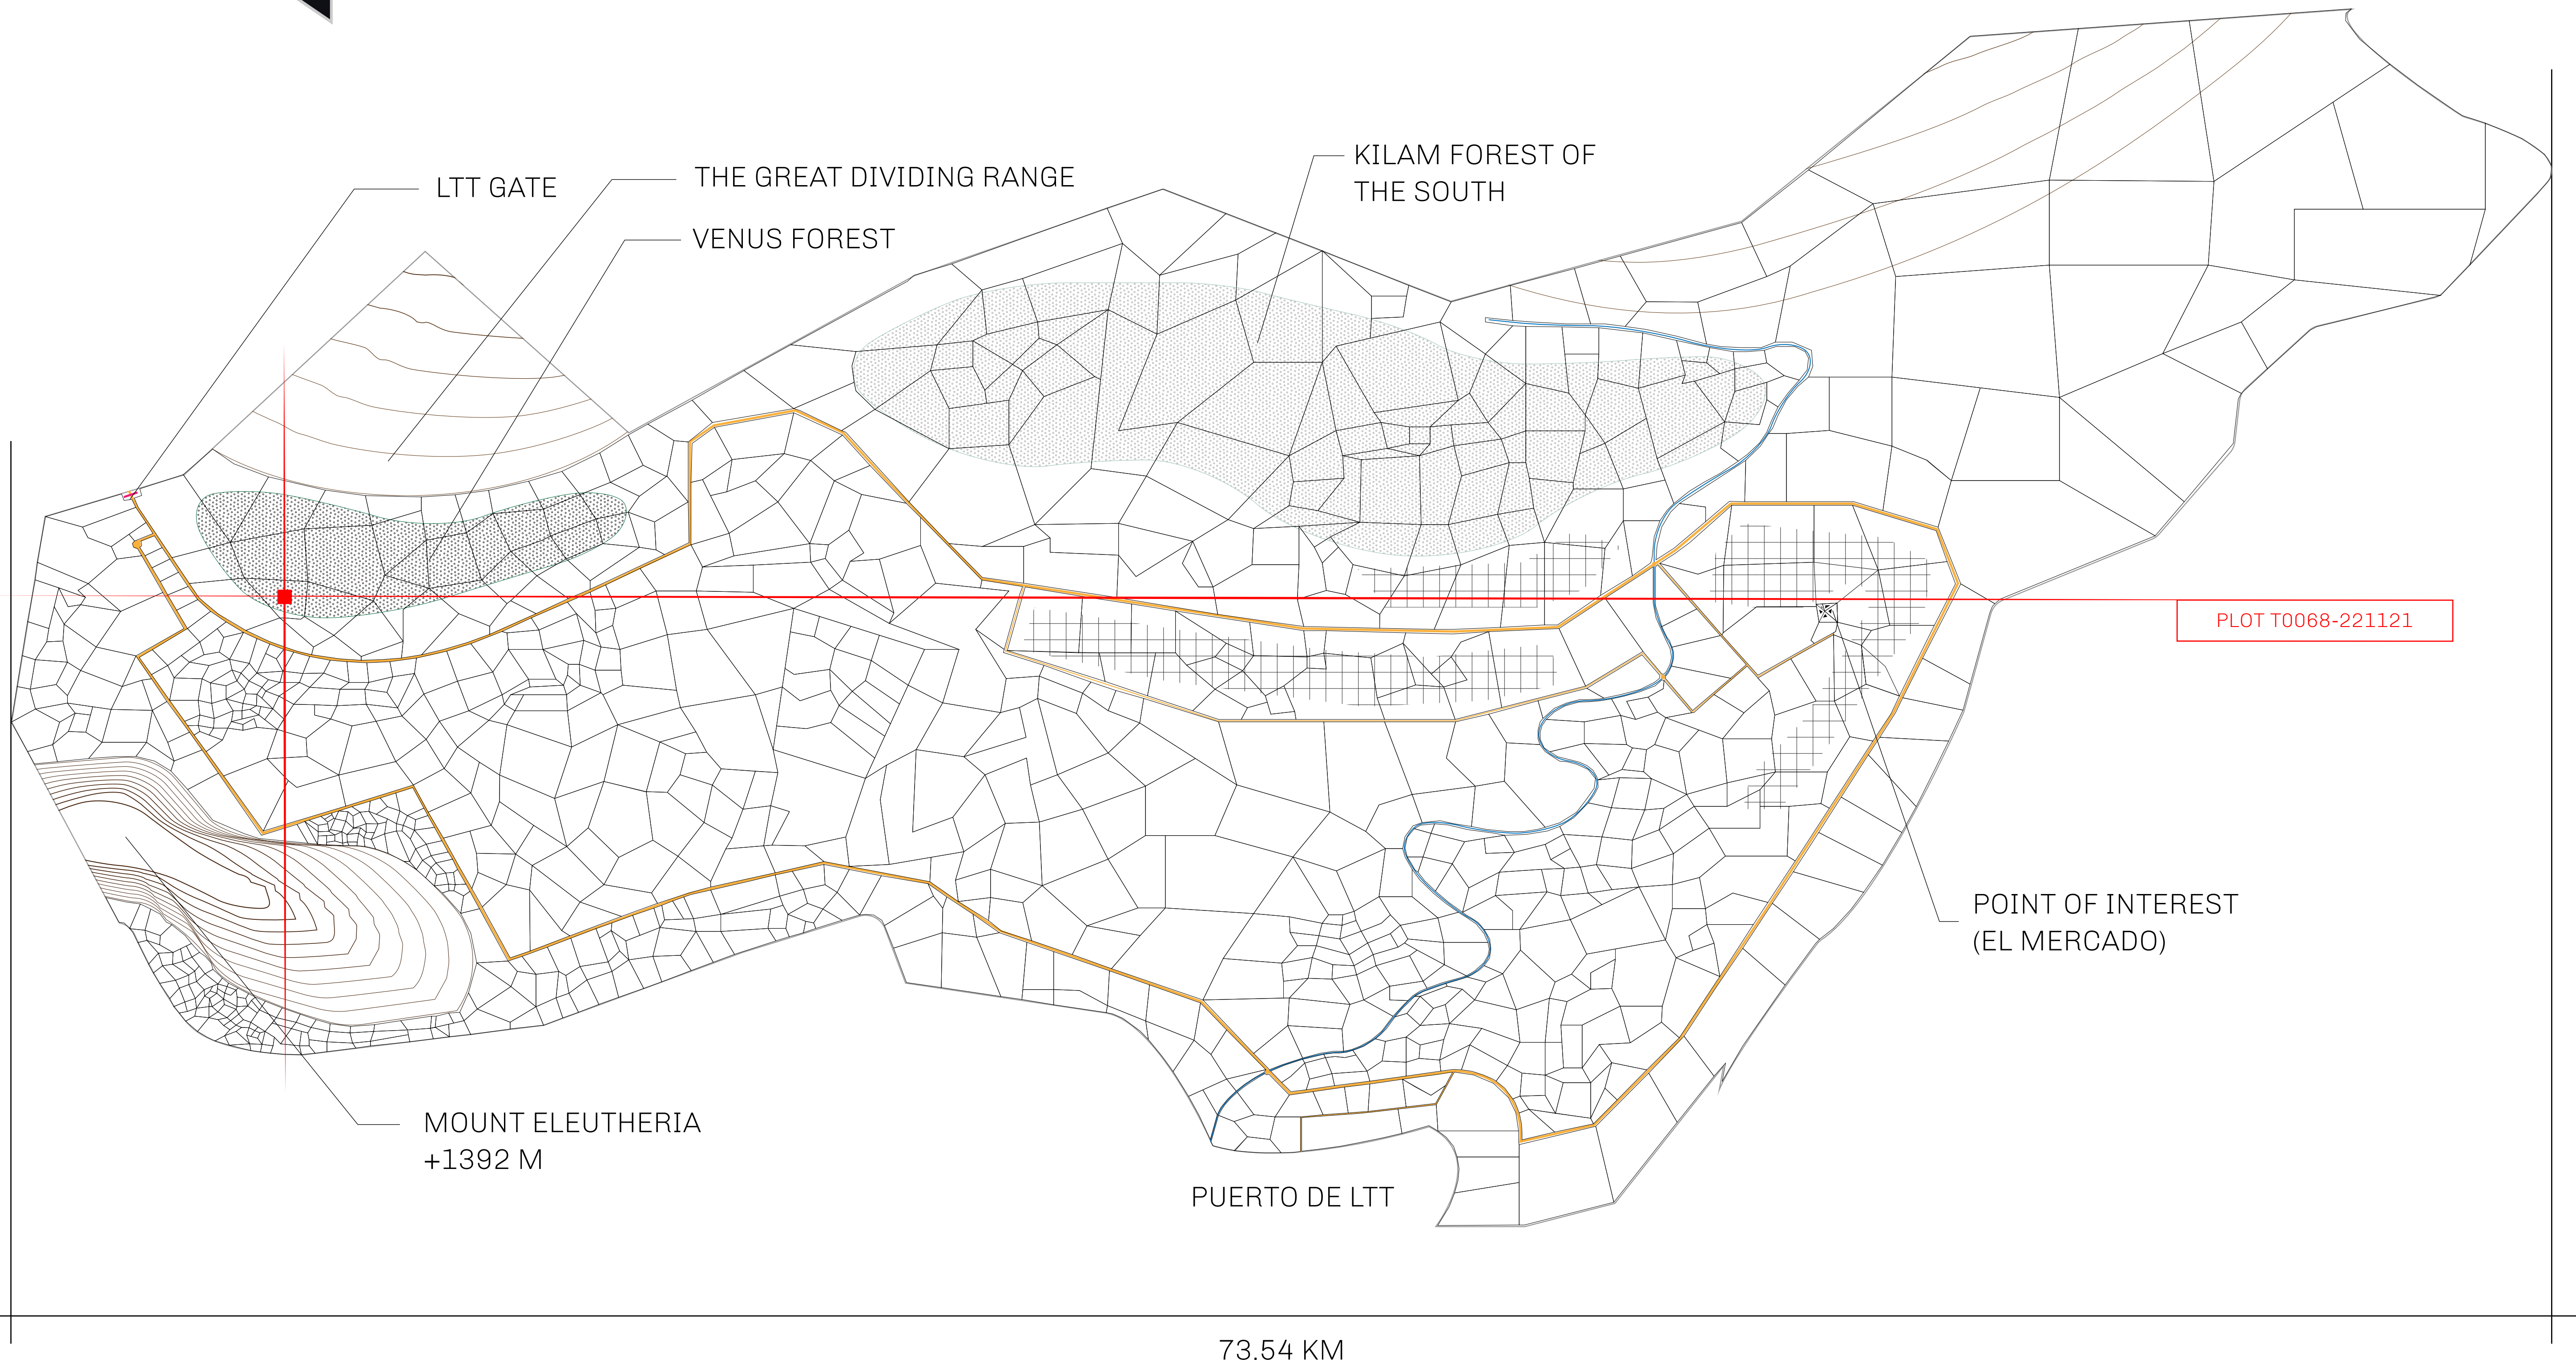 KILAM FOREST OF
THE SOUTH
THE GREAT DIVIDING RANGE
LTT GATE
VENUS FOREST
PLOT T0068-221121
POINT OF INTEREST
(EL MERCADO)
MOUNT ELEUTHERIA
+1392 M
PUERTO DE LTT
73.54 KM